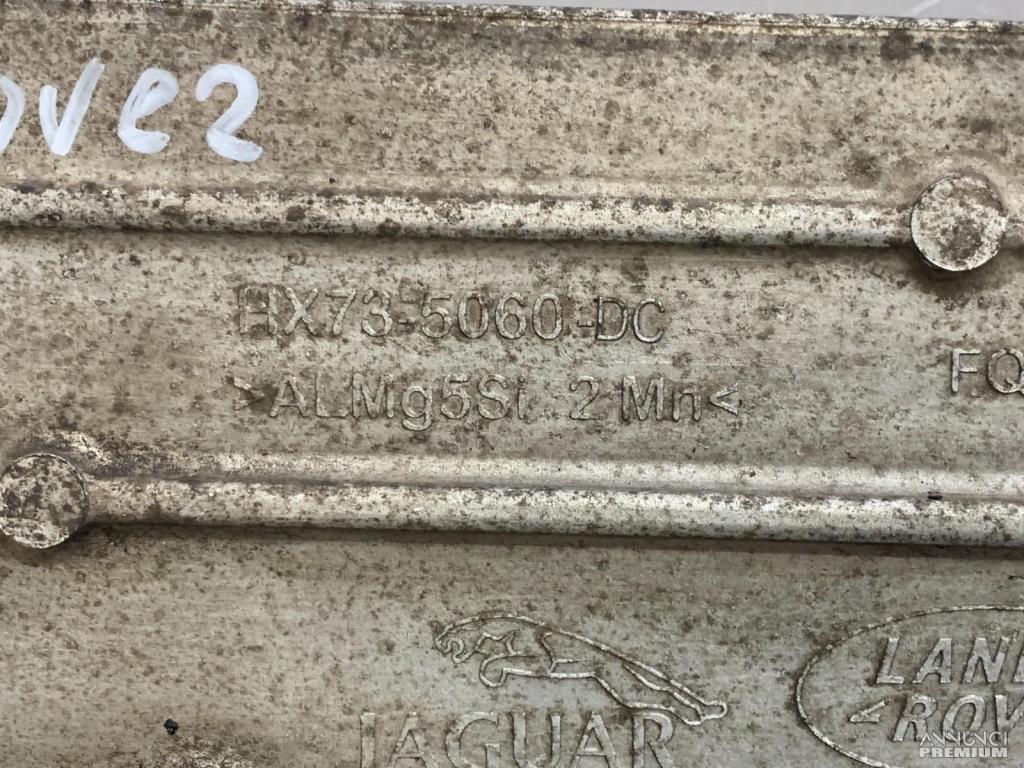 ove2
HX73-5060-DC
>ALMg5Si 2 Mn<
FQ
JAGUAR
LAND
ROV
ANNUNCI
PREMIUM